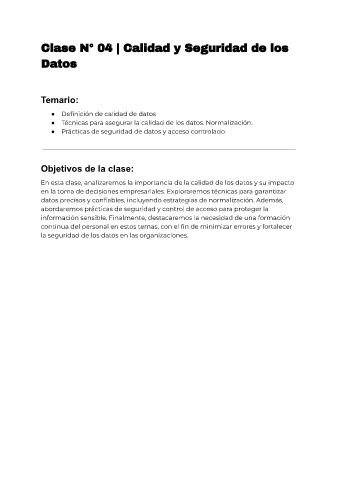 Clase N° 04 | Calidad y Seguridad de los
Datos
Temario:
● Definición de calidad de datos
● Técnicas para asegurar la calidad de los datos. Normalización.
● Prácticas de seguridad de datos y acceso controlado
Objetivos de la clase:
En esta clase, analizaremos la importancia de la calidad de los datos y su impacto
en la toma de decisiones empresariales. Exploraremos técnicas para garantizar
datos precisos y confiables, incluyendo estrategias de normalización. Además,
abordaremos prácticas de seguridad y control de acceso para proteger la
información sensible. Finalmente, destacaremos la necesidad de una formación
continua del personal en estos temas, con el fin de minimizar errores y fortalecer
la seguridad de los datos en las organizaciones.